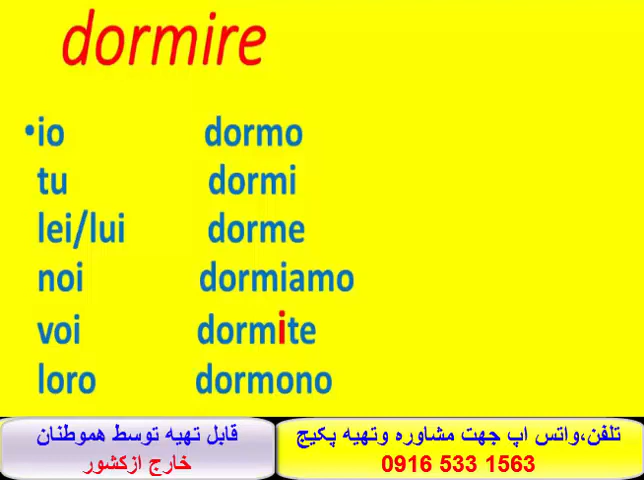 dormire
•io dormo
tu dormi
lei/lui dorme
noi dormiamo
voi dormite
loro dormono
تلفن،واتس اپ جهت مشاوره وتهیه پکیج
0916 533 1563
قابل تهیه توسط هموطنان
خارج ازکشور